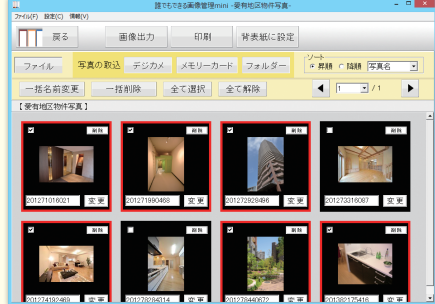 誰でもできる画像管理mini -愛有地区物件写真-
ファイル(F) 設定(C) 情報(V)
戻る 画像出力 印刷 背表紙に設定
ファイル 写真の取込 デジカメ メモリーカード フォルダー ソート 昇順 降順 写真名
一括名前変更 一括削除 全て選択 全て解除 1 / 1
【 愛有地区物件写真 】
削除 削除 削除 削除
201271016021 変更 201271990468 変更 201272928496 変更 201273316087 変更
削除 削除 削除 削除
201274192469 変更 201278284314 変更 201278440672 変更 201382175416 変更